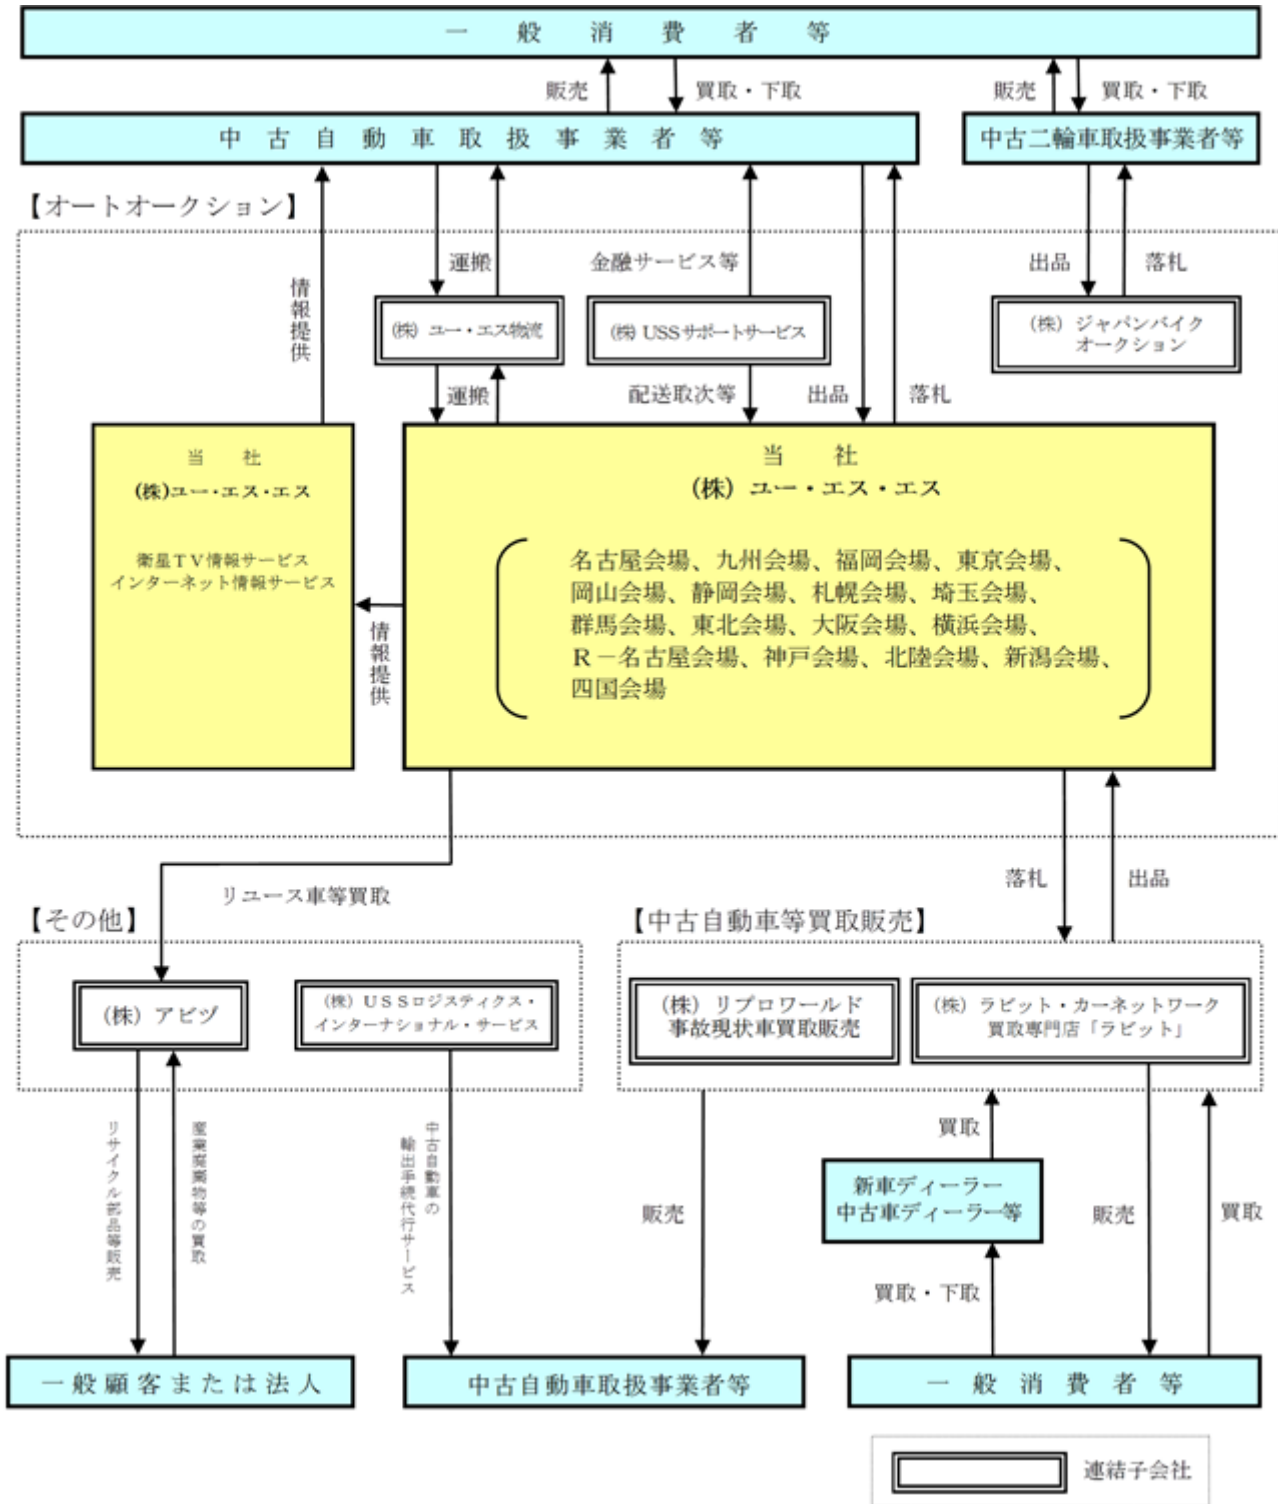 一般消費者等
販売
買取・下取
販売
買取・下取
中古自動車取扱事業者等
中古二輪車取扱事業者等
【オートオークション】
情報提供
運搬
金融サービス等
出品
落札
(株) ユー・エス物流
(株) USSサポートサービス
(株) ジャパンバイク
オークション
運搬
配送取次等
出品
落札
当社
(株)ユー・エス・エス
衛星TV情報サービス
インターネット情報サービス
情報提供
当社
(株) ユー・エス・エス
名古屋会場、九州会場、福岡会場、東京会場、
岡山会場、静岡会場、札幌会場、埼玉会場、
群馬会場、東北会場、大阪会場、横浜会場、
R－名古屋会場、神戸会場、北陸会場、新潟会場、
四国会場
リユース車等買取
落札
出品
【その他】
【中古自動車等買取販売】
(株) アビヅ
(株) USSロジスティクス・
インターナショナル・サービス
(株) リプロワールド
事故現状車買取販売
(株) ラビット・カーネットワーク
買取専門店「ラビット」
リサイクル部品等販売
産業廃棄物等の買取
中古自動車の
輸出手続代行サービス
販売
買取
新車ディーラー
中古車ディーラー等
買取・下取
販売
買取
一般顧客または法人
中古自動車取扱事業者等
一般消費者等
連結子会社